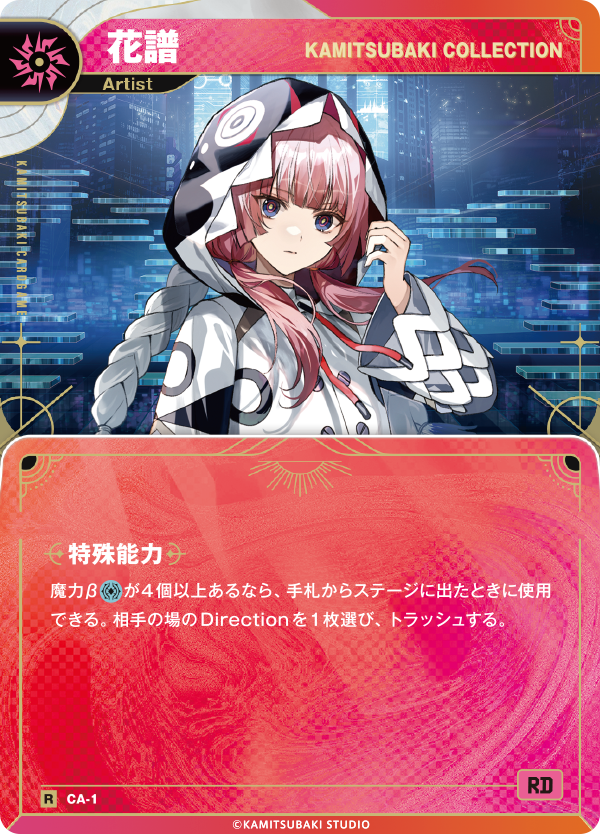 花譜
KAMITSUBAKI COLLECTION
Artist
KAMITSUBAKI CARD GAME
特殊能力
魔力βが4個以上あるなら、手札からステージに出たときに使用
できる。相手の場のDirectionを1枚選び、トラッシュする。
RD
R CA-1
©KAMITSUBAKI STUDIO